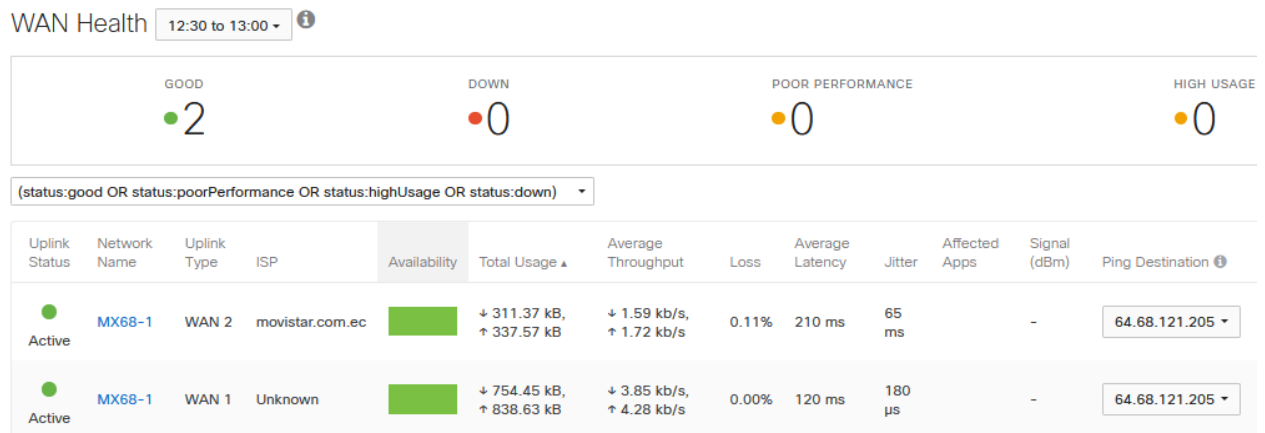 WAN Health 12:30 to 13:00
GOOD DOWN POOR PERFORMANCE HIGH USAGE
2 0 0 0
(status:good OR status:poorPerformance OR status:highUsage OR status:down)
Uplink Status Network Name Uplink Type ISP Availability Total Usage ▴ Average Throughput Loss Average Latency Jitter Affected Apps Signal (dBm) Ping Destination
Active MX68-1 WAN 2 movistar.com.ec ↓ 311.37 kB, ↑ 337.57 kB ↓ 1.59 kb/s, ↑ 1.72 kb/s 0.11% 210 ms 65 ms - 64.68.121.205
Active MX68-1 WAN 1 Unknown ↓ 754.45 kB, ↑ 838.63 kB ↓ 3.85 kb/s, ↑ 4.28 kb/s 0.00% 120 ms 180 µs - 64.68.121.205